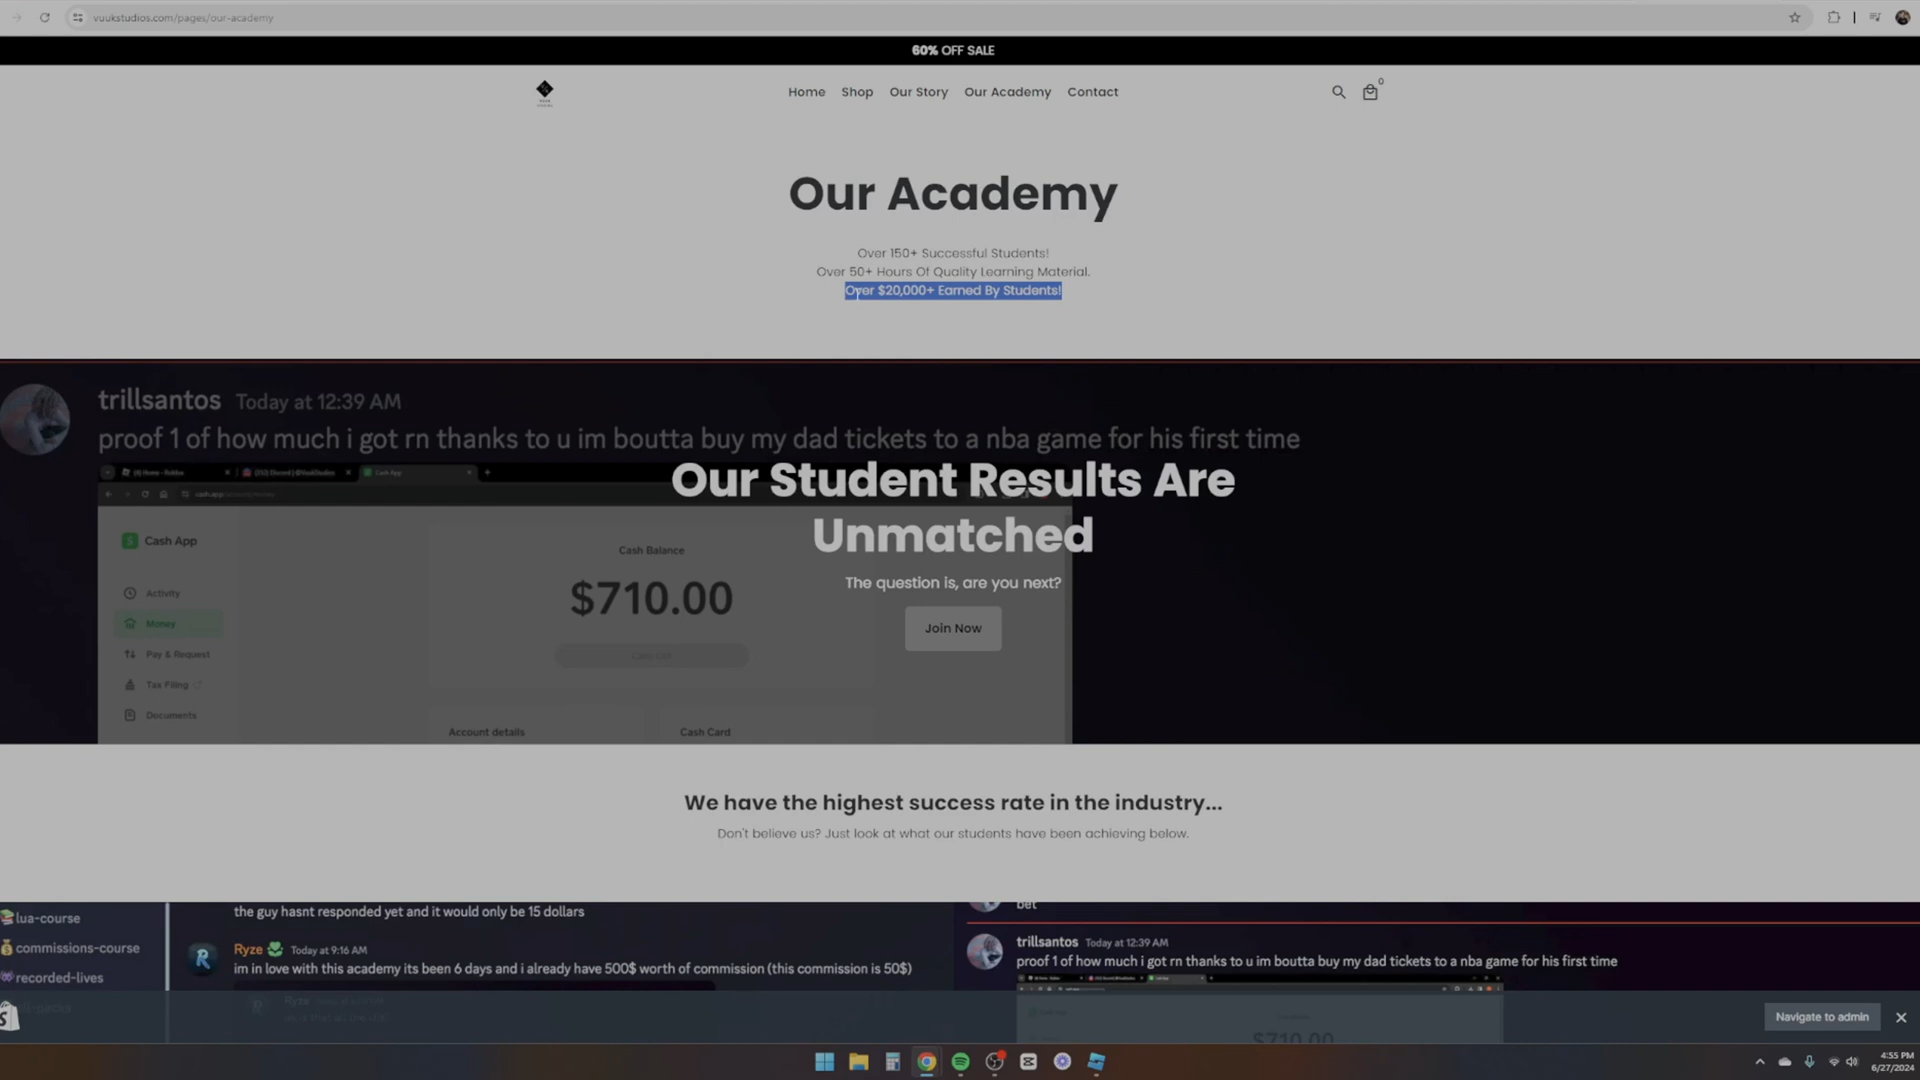 vuukstudios.com/pages/our-academy
60% OFF SALE
Home Shop Our Story Our Academy Contact
0
Our Academy
Over 150+ Successful Students!
Over 50+ Hours Of Quality Learning Material.
Over $20,000+ Earned By Students!
trillsantos Today at 12:39 AM
proof 1 of how much i got rn thanks to u im boutta buy my dad tickets to a nba game for his first time
Our Student Results Are
Unmatched
The question is, are you next?
Join Now
Cash App
Activity
Money
Pay & Request
Tax Filing
Documents
Cash Balance
$710.00
Account details
Cash Card
We have the highest success rate in the industry...
Don't believe us? Just look at what our students have been achieving below.
lua-course
commissions-course
recorded-lives
the guy hasnt responded yet and it would only be 15 dollars
Ryze Today at 9:16 AM
im in love with this academy its been 6 days and i already have 500$ worth of commission (this commission is 50$)
Ryze
bet
trillsantos Today at 12:39 AM
proof 1 of how much i got rn thanks to u im boutta buy my dad tickets to a nba game for his first time
$710.00
Navigate to admin
4:55 PM
6/27/2024